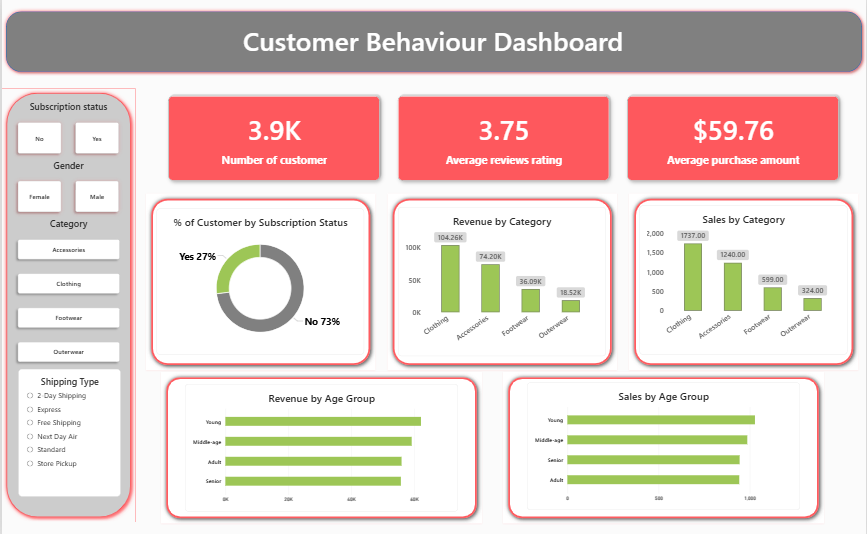 Customer Behaviour Dashboard
Subscription status
No Yes
Gender
Female Male
Category
Accessories
Clothing
Footwear
Outerwear
Shipping Type
2-Day Shipping
Express
Free Shipping
Next Day Air
Standard
Store Pickup
3.9K
Number of customer
3.75
Average reviews rating
$59.76
Average purchase amount
% of Customer by Subscription Status
Yes 27%
No 73%
Revenue by Category
104.26K
100K
74.20K
50K
36.09K
18.52K
0K
Clothing Accessories Footwear Outerwear
Sales by Category
2,000
1737.00
1,500
1240.00
1,000
599.00
500
324.00
0
Clothing Accessories Footwear Outerwear
Revenue by Age Group
Young
Middle-age
Adult
Senior
0K 20K 40K 60K
Sales by Age Group
Young
Middle-age
Senior
Adult
0 500 1,000